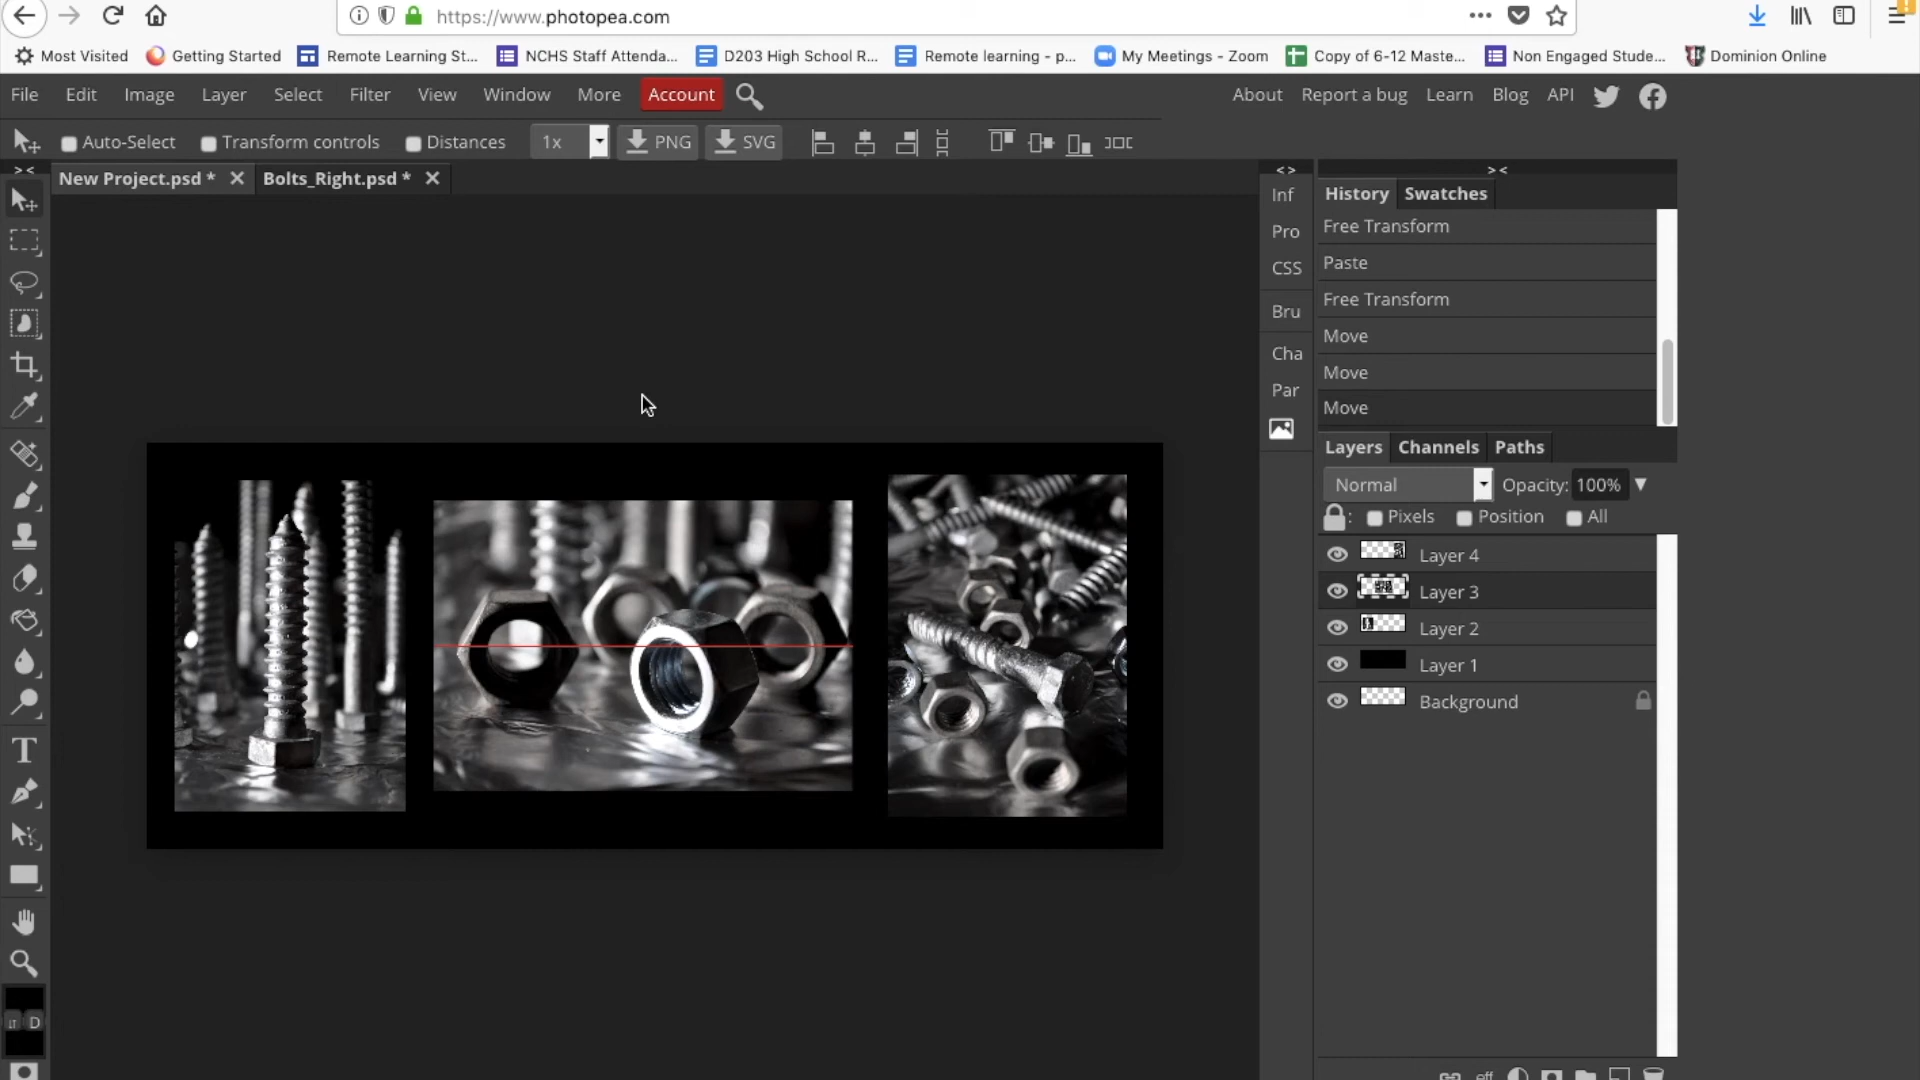 https://www.photopea.com
Most Visited Getting Started Remote Learning St... NCHS Staff Attenda... D203 High School R... Remote learning - p... My Meetings - Zoom Copy of 6-12 Maste... Non Engaged Stude... Dominion Online
File Edit Image Layer Select Filter View Window More Account About Report a bug Learn Blog API
Auto-Select Transform controls Distances 1x PNG SVG
New Project.psd * Bolts_Right.psd *
Inf
Pro
CSS
Bru
Cha
Par
History Swatches
Free Transform
Paste
Free Transform
Move
Move
Move
Layers Channels Paths
Normal Opacity: 100%
: Pixels Position All
Layer 4
Layer 3
Layer 2
Layer 1
Background
T
D
eff